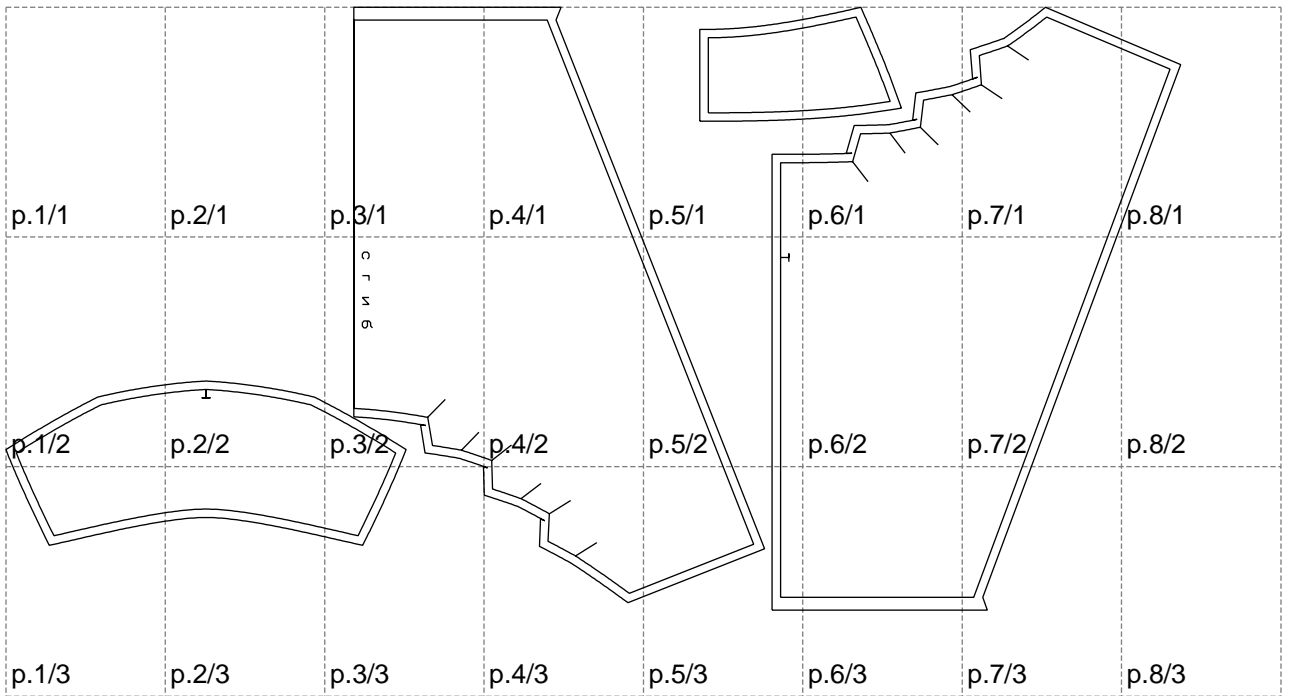 p.1/1 p.2/1 p.3/1 p.4/1 p.5/1 p.6/1 p.7/1 p.8/1
сгиб
p.1/2 p.2/2 p.3/2 p.4/2 p.5/2 p.6/2 p.7/2 p.8/2
p.1/3 p.2/3 p.3/3 p.4/3 p.5/3 p.6/3 p.7/3 p.8/3